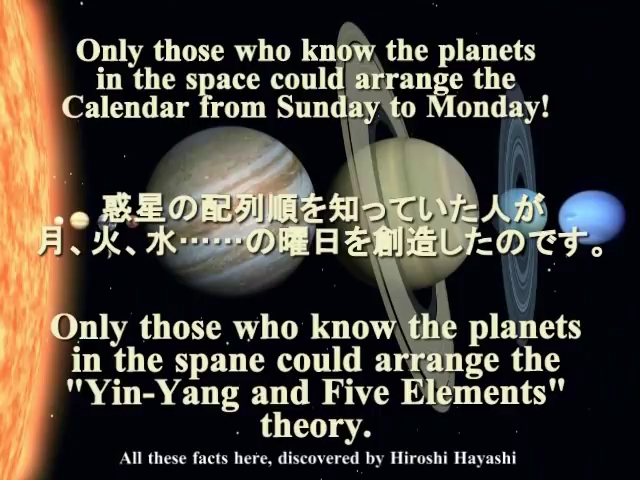 Only those who know the planets
in the space could arrange the
Calendar from Sunday to Monday!
惑星の配列順を知っていた人が
月、火、水……の曜日を創造したのです。
Only those who know the planets
in the spane could arrange the
"Yin-Yang and Five Elements"
theory.
All these facts here, discovered by Hiroshi Hayashi